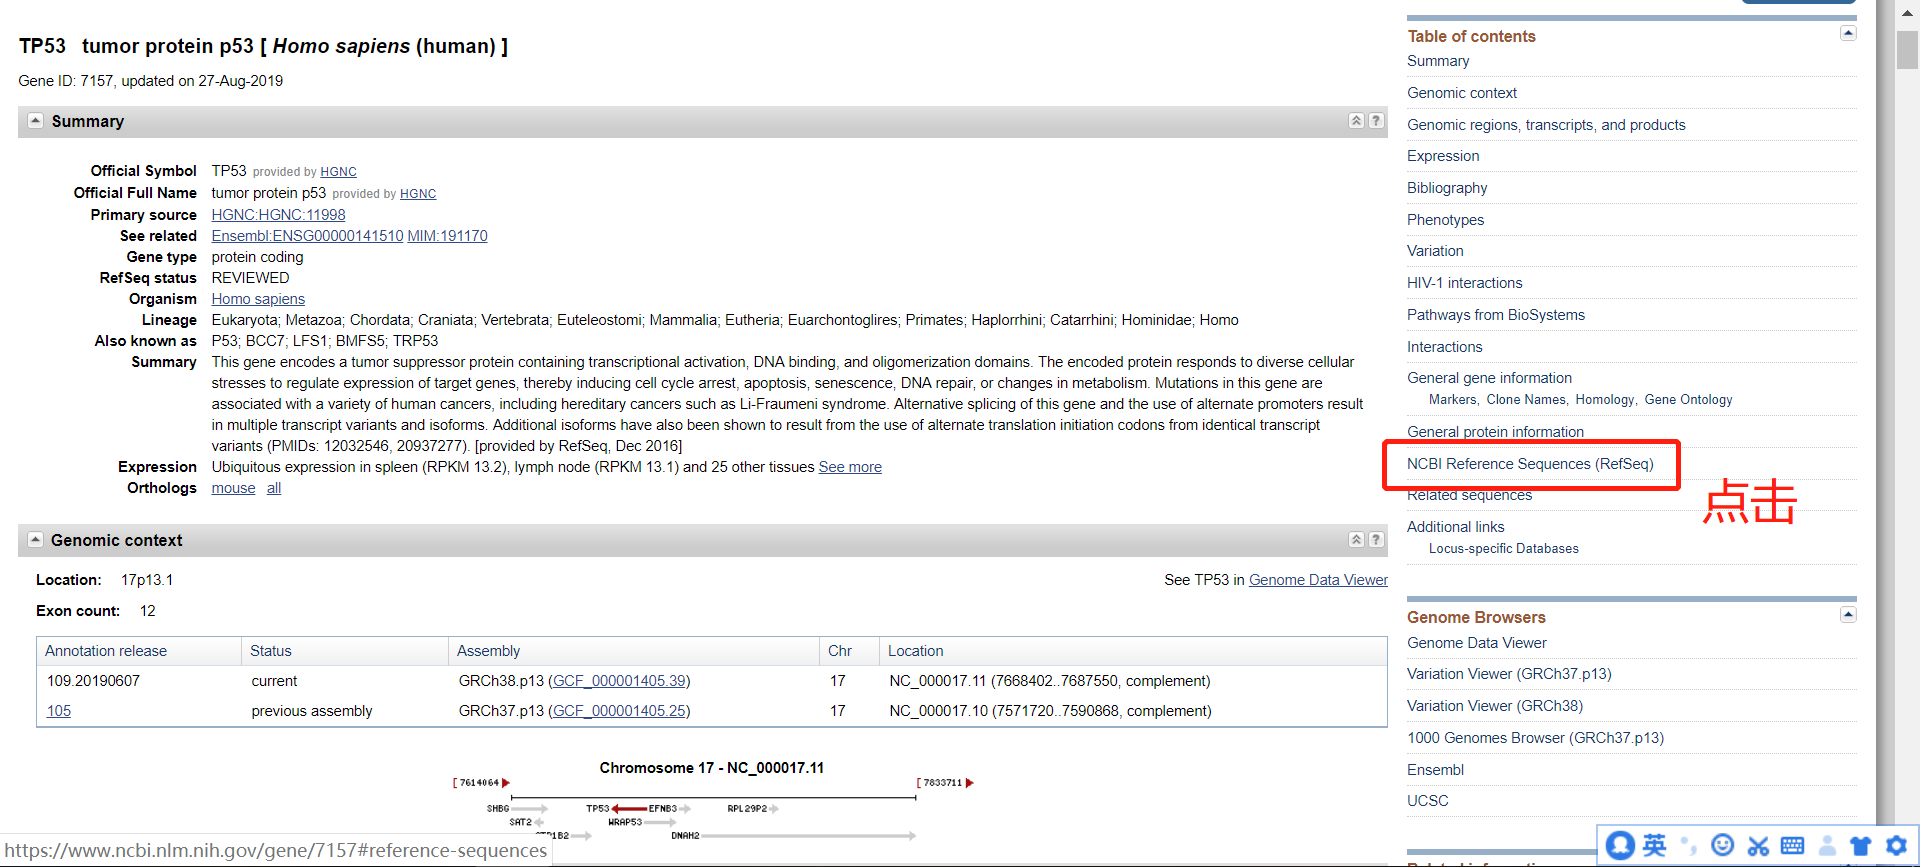 TP53 tumor protein p53 [ Homo sapiens (human) ]
Gene ID: 7157, updated on 27-Aug-2019
Summary
Official Symbol TP53 provided by HGNC
Official Full Name tumor protein p53 provided by HGNC
Primary source HGNC:HGNC:11998
See related Ensembl:ENSG00000141510 MIM:191170
Gene type protein coding
RefSeq status REVIEWED
Organism Homo sapiens
Lineage Eukaryota; Metazoa; Chordata; Craniata; Vertebrata; Euteleostomi; Mammalia; Eutheria; Euarchontoglires; Primates; Haplorrhini; Catarrhini; Hominidae; Homo
Also known as P53; BCC7; LFS1; BMFS5; TRP53
Summary This gene encodes a tumor suppressor protein containing transcriptional activation, DNA binding, and oligomerization domains. The encoded protein responds to diverse cellular
stresses to regulate expression of target genes, thereby inducing cell cycle arrest, apoptosis, senescence, DNA repair, or changes in metabolism. Mutations in this gene are
associated with a variety of human cancers, including hereditary cancers such as Li-Fraumeni syndrome. Alternative splicing of this gene and the use of alternate promoters result
in multiple transcript variants and isoforms. Additional isoforms have also been shown to result from the use of alternate translation initiation codons from identical transcript
variants (PMIDs: 12032546, 20937277). [provided by RefSeq, Dec 2016]
Expression Ubiquitous expression in spleen (RPKM 13.2), lymph node (RPKM 13.1) and 25 other tissues See more
Orthologs mouse all
Genomic context
Location: 17p13.1
See TP53 in Genome Data Viewer
Exon count: 12
Annotation release Status Assembly Chr Location
109.20190607 current GRCh38.p13 (GCF_000001405.39) 17 NC_000017.11 (7668402..7687550, complement)
105 previous assembly GRCh37.p13 (GCF_000001405.25) 17 NC_000017.10 (7571720..7590868, complement)
Chromosome 17 - NC_000017.11
[ 7614064 [ 7833711
SHBG TP53 EFNB3 RPL29P2
SAT2 WRAP53
ATP1B2 DNAH2
https://www.ncbi.nlm.nih.gov/gene/7157#reference-sequences
Table of contents
Summary
Genomic context
Genomic regions, transcripts, and products
Expression
Bibliography
Phenotypes
Variation
HIV-1 interactions
Pathways from BioSystems
Interactions
General gene information
Markers, Clone Names, Homology, Gene Ontology
General protein information
NCBI Reference Sequences (RefSeq)
点击
Related sequences
Additional links
Locus-specific Databases
Genome Browsers
Genome Data Viewer
Variation Viewer (GRCh37.p13)
Variation Viewer (GRCh38)
1000 Genomes Browser (GRCh37.p13)
Ensembl
UCSC
英